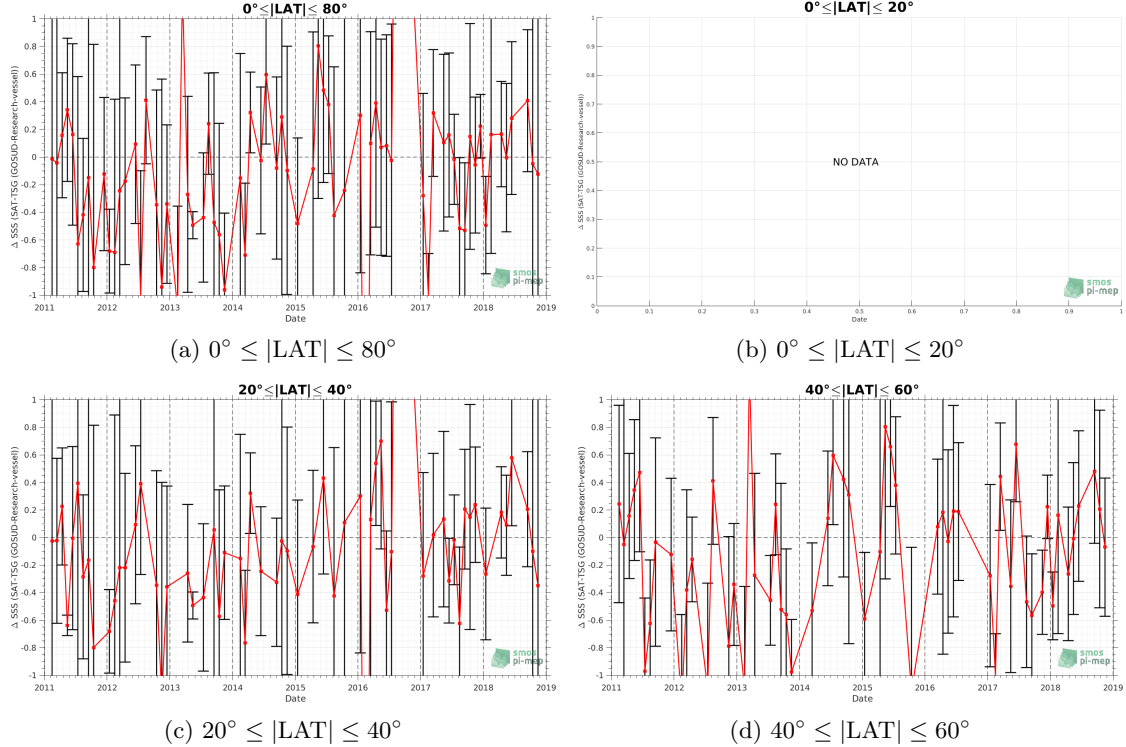 0°≤|LAT|≤ 80°
Δ SSS (SAT-TSG (GOSUD-Research-vessel))
1
0.8
0.6
0.4
0.2
0
-0.2
-0.4
-0.6
-0.8
-1
2011 2012 2013 2014 2015 2016 2017 2018 2019
Date
smos
pi-mep
(a) 0° ≤ |LAT| ≤ 80°
0°≤|LAT|≤ 20°
Δ SSS (SAT-TSG (GOSUD-Research-vessel))
1
0.9
0.8
0.7
0.6
0.5
0.4
0.3
0.2
0.1
0
NO DATA
0 0.1 0.2 0.3 0.4 0.5 0.6 0.7 0.8 0.9 1
Date
smos
pi-mep
(b) 0° ≤ |LAT| ≤ 20°
20°≤|LAT|≤ 40°
Δ SSS (SAT-TSG (GOSUD-Research-vessel))
1
0.8
0.6
0.4
0.2
0
-0.2
-0.4
-0.6
-0.8
-1
2011 2012 2013 2014 2015 2016 2017 2018 2019
Date
smos
pi-mep
(c) 20° ≤ |LAT| ≤ 40°
40°≤|LAT|≤ 60°
Δ SSS (SAT-TSG (GOSUD-Research-vessel))
1
0.8
0.6
0.4
0.2
0
-0.2
-0.4
-0.6
-0.8
-1
2011 2012 2013 2014 2015 2016 2017 2018 2019
Date
smos
pi-mep
(d) 40° ≤ |LAT| ≤ 60°